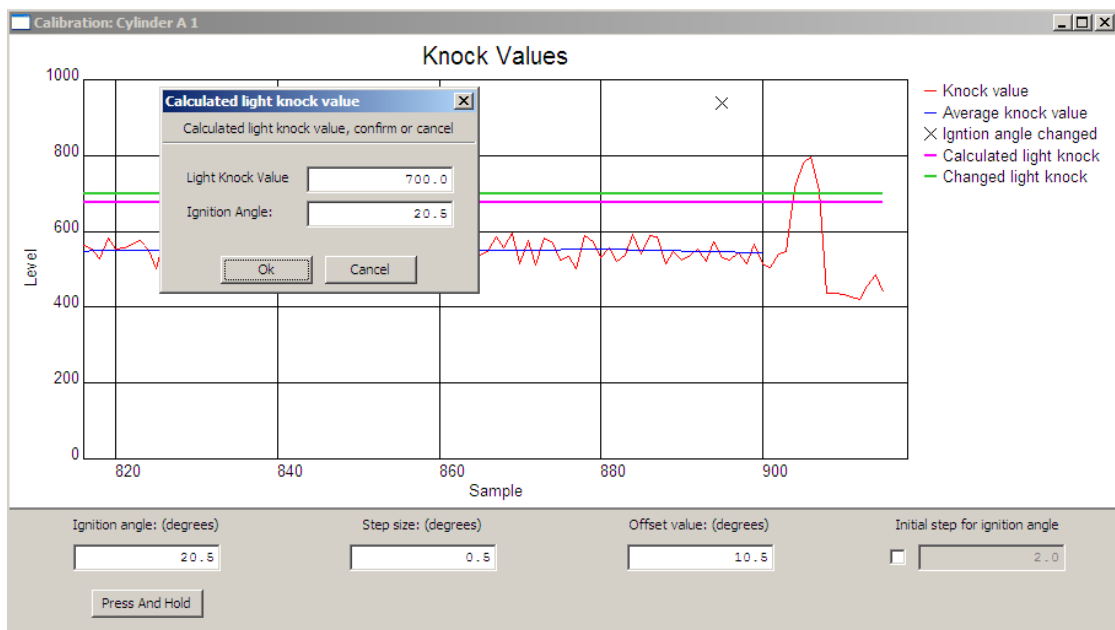 Calibration: Cylinder A 1
Knock Values
1000
800
600
400
200
0
Level
820
840
860
880
900
Sample
Knock value
Average knock value
Igntion angle changed
Calculated light knock
Changed light knock
Calculated light knock value
Calculated light knock value, confirm or cancel
Light Knock Value 700.0
Ignition Angle: 20.5
Ok Cancel
Ignition angle: (degrees) Step size: (degrees) Offset value: (degrees) Initial step for ignition angle
20.5 0.5 10.5 2.0
Press And Hold